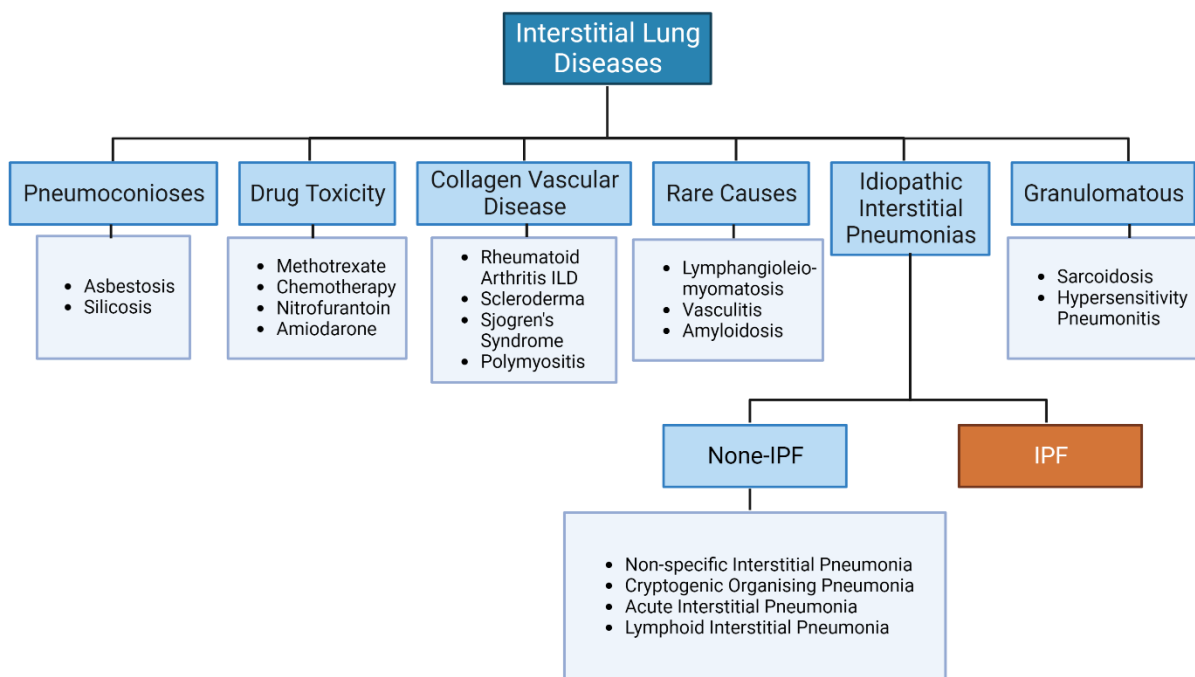 Interstitial Lung
Diseases
Pneumoconioses
Drug Toxicity
Collagen Vascular
Disease
Rare Causes
Idiopathic
Interstitial
Pneumonias
Granulomatous
• Asbestosis
• Silicosis
• Methotrexate
• Chemotherapy
• Nitrofurantoin
• Amiodarone
• Rheumatoid
Arthritis ILD
• Scleroderma
• Sjogren's
Syndrome
• Polymyositis
• Lymphangioleio-
myomatosis
• Vasculitis
• Amyloidosis
• Sarcoidosis
• Hypersensitivity
Pneumonitis
None-IPF
IPF
• Non-specific Interstitial Pneumonia
• Cryptogenic Organising Pneumonia
• Acute Interstitial Pneumonia
• Lymphoid Interstitial Pneumonia